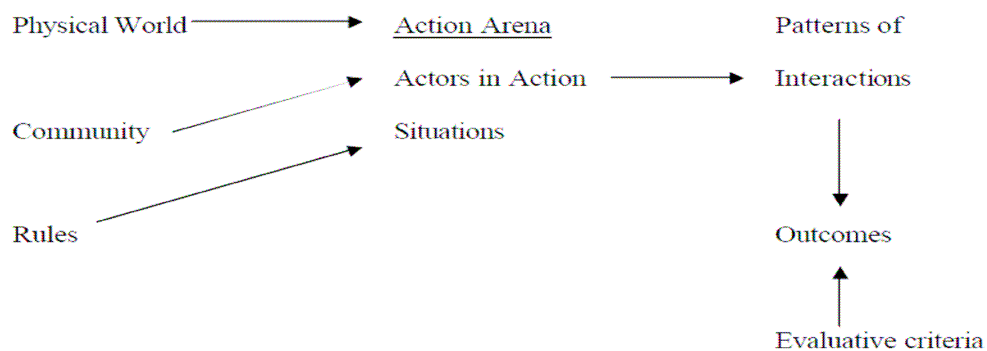 Physical World
Action Arena
Patterns of
Actors in Action
Interactions
Community
Situations
Rules
Outcomes
Evaluative criteria